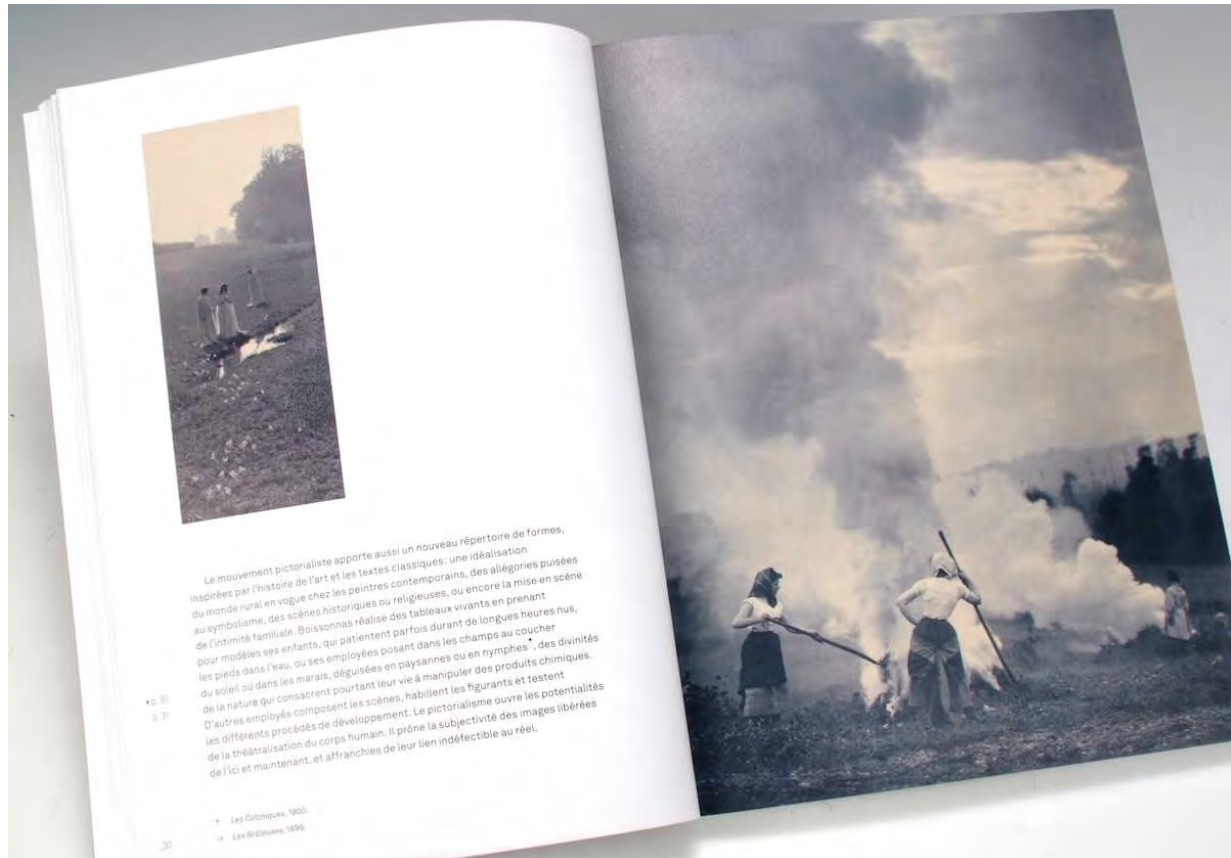 Le mouvement pictorialiste apporte aussi un nouveau répertoire de formes,
inspirées par l'histoire de l'art et les textes classiques : une idéalisation
du monde rural en vogue chez les peintres contemporains, des allégories puisées
au symbolisme, des scènes historiques ou religieuses, ou encore la mise en scène
de l'intimité familiale. Boissonnas réalise des tableaux vivants en prenant
pour modèles ses enfants, qui patientent parfois durant de longues heures nus,
les pieds dans l'eau, ou ses employées posant dans les champs au coucher
du soleil ou dans les marais, déguisées en paysannes ou en nymphes•, des divinités
de la nature qui consacrent pourtant leur vie à manipuler des produits chimiques.
D'autres employés composent les scènes, habillent les figurants et testent
les différents procédés de développement. Le pictorialisme ouvre les potentialités
de la théâtralisation du corps humain. Il prône la subjectivité des images libérées
de l'ici et maintenant, et affranchies de leur lien indéfectible au réel.
• p. 30
p. 31
↑ Les Colchiques, 1900.
→ Les Brûleuses, 1899.
30